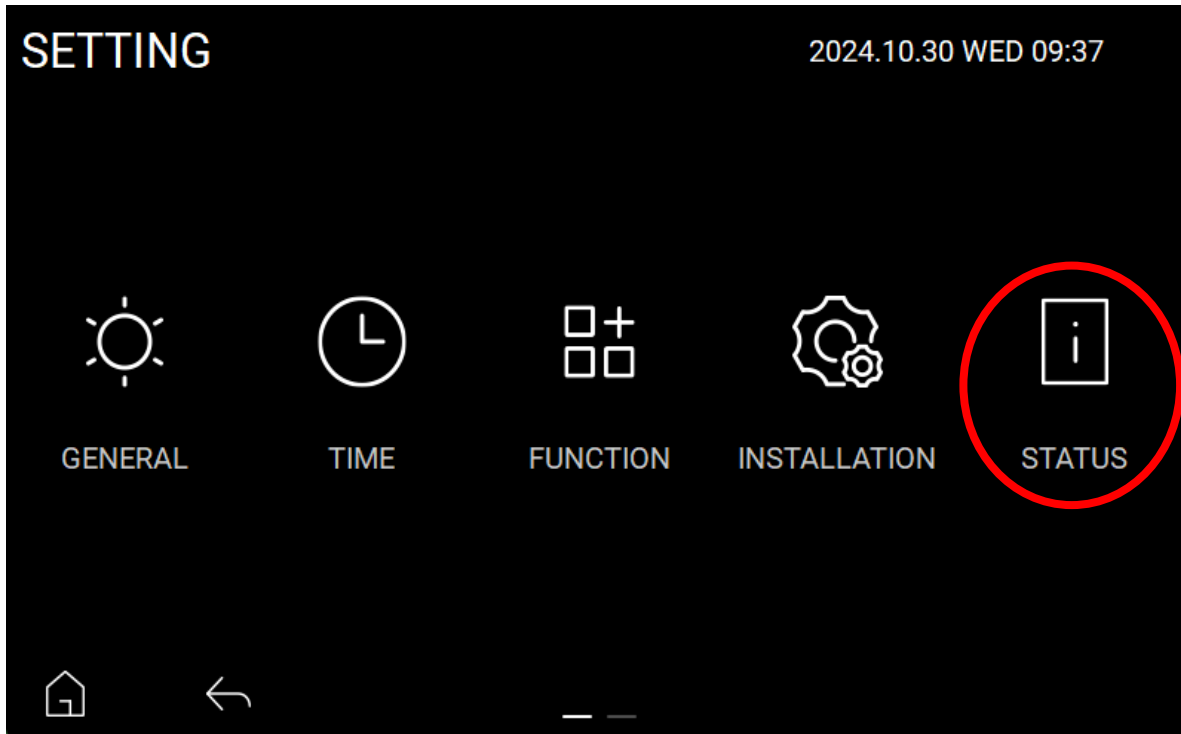 SETTING
2024.10.30 WED 09:37
i
GENERAL
TIME
FUNCTION
INSTALLATION
STATUS